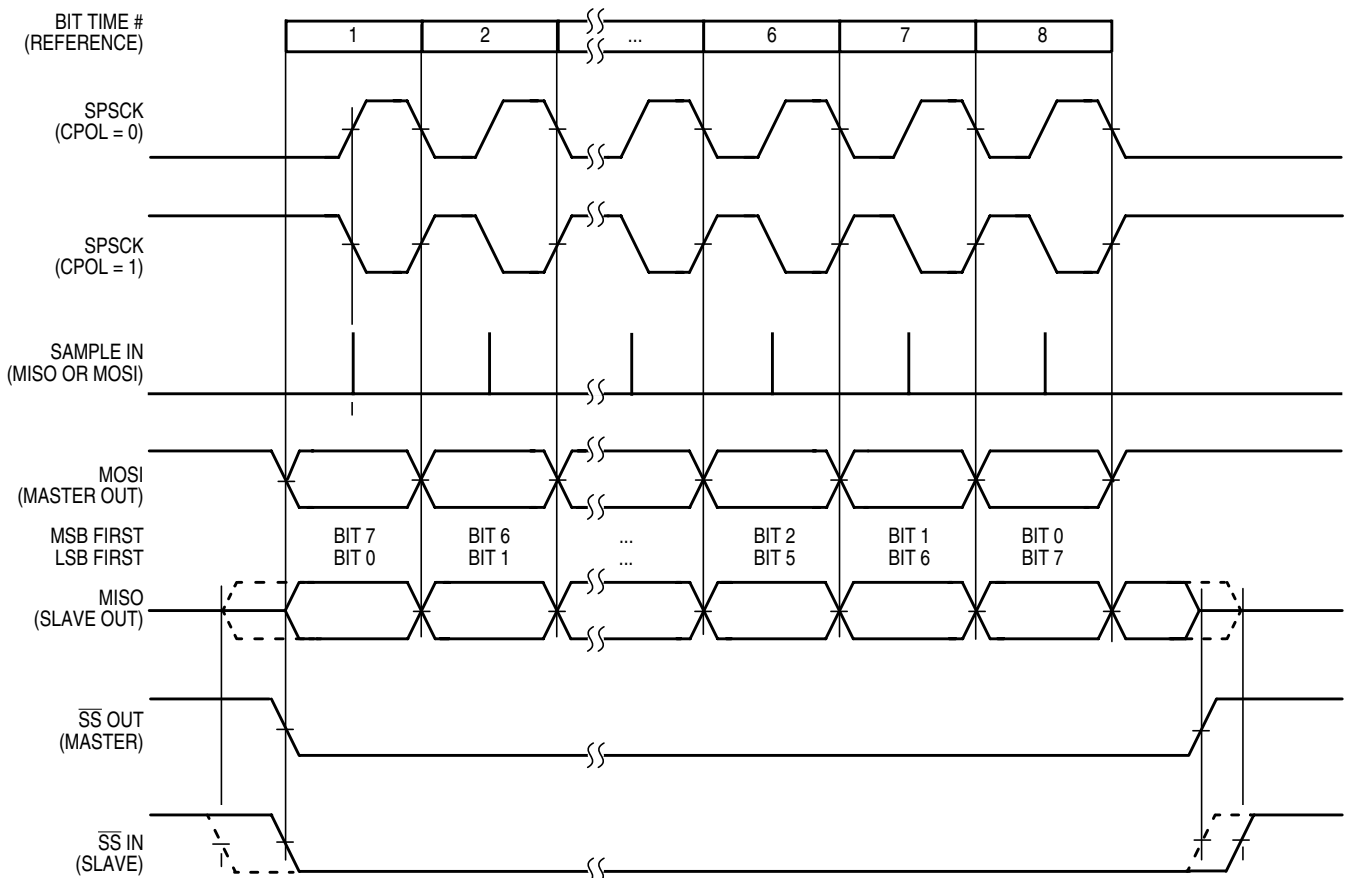 BIT TIME #
(REFERENCE)
1 2 ... 6 7 8
SPSCK
(CPOL = 0)
SPSCK
(CPOL = 1)
SAMPLE IN
(MISO OR MOSI)
MOSI
(MASTER OUT)
MSB FIRST BIT 7 BIT 6 ... BIT 2 BIT 1 BIT 0
LSB FIRST BIT 0 BIT 1 ... BIT 5 BIT 6 BIT 7
MISO
(SLAVE OUT)
S̅S̅ OUT
(MASTER)
S̅S̅ IN
(SLAVE)